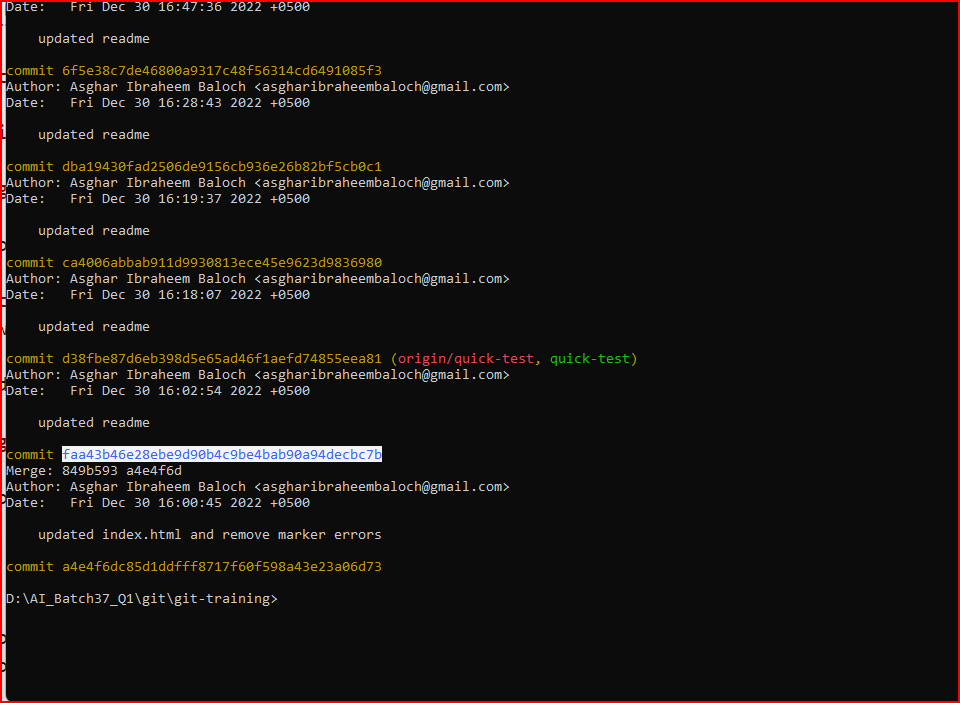 Date:   Fri Dec 30 16:47:36 2022 +0500
updated readme
commit 6f5e38c7de46800a9317c48f56314cd6491085f3
Author: Asghar Ibraheem Baloch <asgharibraheembaloch@gmail.com>
Date:   Fri Dec 30 16:28:43 2022 +0500
updated readme
commit dba19430fad2506de9156cb936e26b82bf5cb0c1
Author: Asghar Ibraheem Baloch <asgharibraheembaloch@gmail.com>
Date:   Fri Dec 30 16:19:37 2022 +0500
updated readme
commit ca4006abbab911d9930813ece45e9623d9836980
Author: Asghar Ibraheem Baloch <asgharibraheembaloch@gmail.com>
Date:   Fri Dec 30 16:18:07 2022 +0500
updated readme
commit d38fbe87d6eb398d5e65ad46f1aefd74855eea81 (origin/quick-test, quick-test)
Author: Asghar Ibraheem Baloch <asgharibraheembaloch@gmail.com>
Date:   Fri Dec 30 16:02:54 2022 +0500
updated readme
commit faa43b46e28ebe9d90b4c9be4bab90a94decbc7b
Merge: 849b593 a4e4f6d
Author: Asghar Ibraheem Baloch <asgharibraheembaloch@gmail.com>
Date:   Fri Dec 30 16:00:45 2022 +0500
updated index.html and remove marker errors
commit a4e4f6dc85d1ddfff8717f60f598a43e23a06d73
D:\AI_Batch37_Q1\git\git-training>